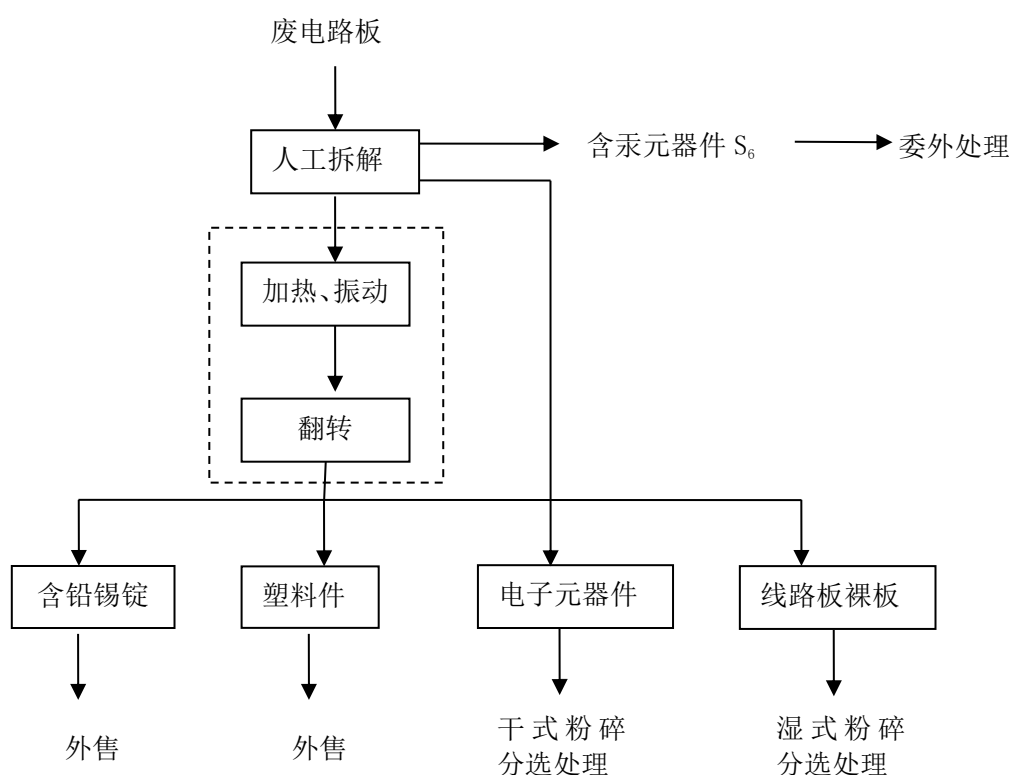 废电路板
人工拆解
含汞元器件 S₆
委外处理
加热、振动
翻转
含铅锡锭
塑料件
电子元器件
线路板裸板
外售
外售
干式粉碎
分选处理
湿式粉碎
分选处理